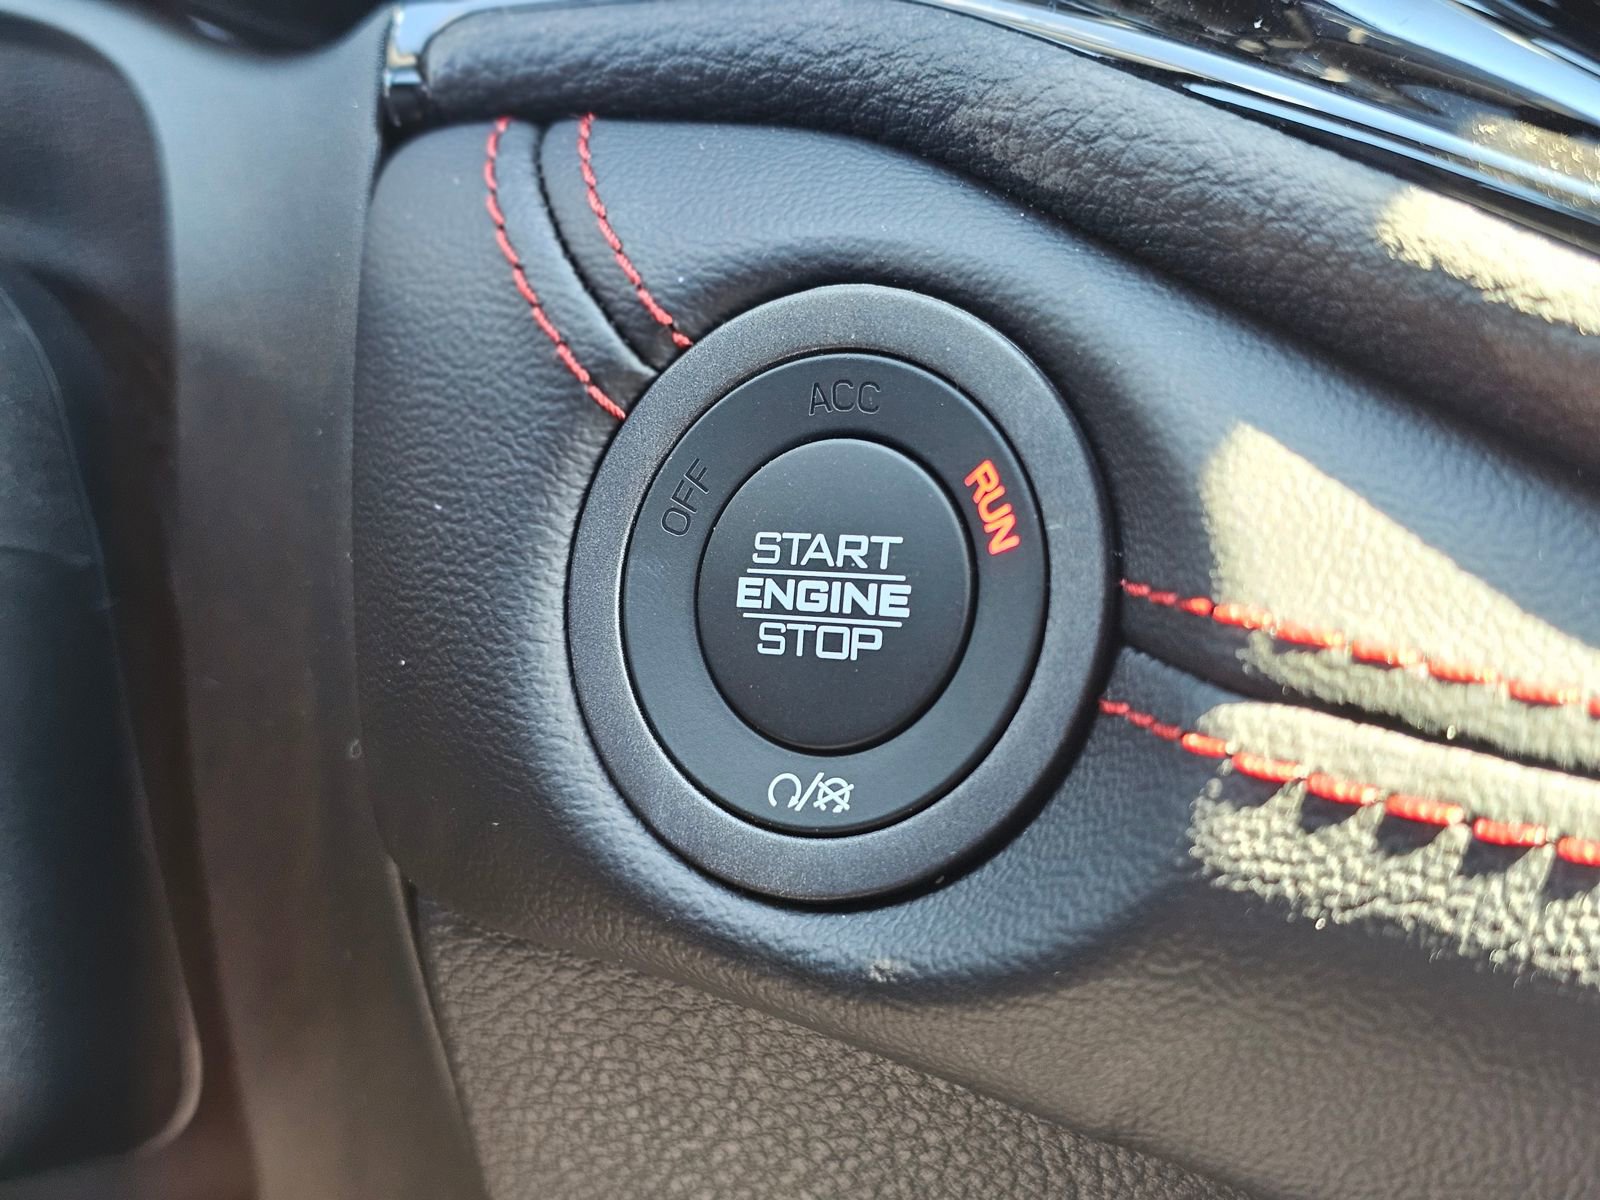 ACC
OFF
RUN
START
ENGINE
STOP